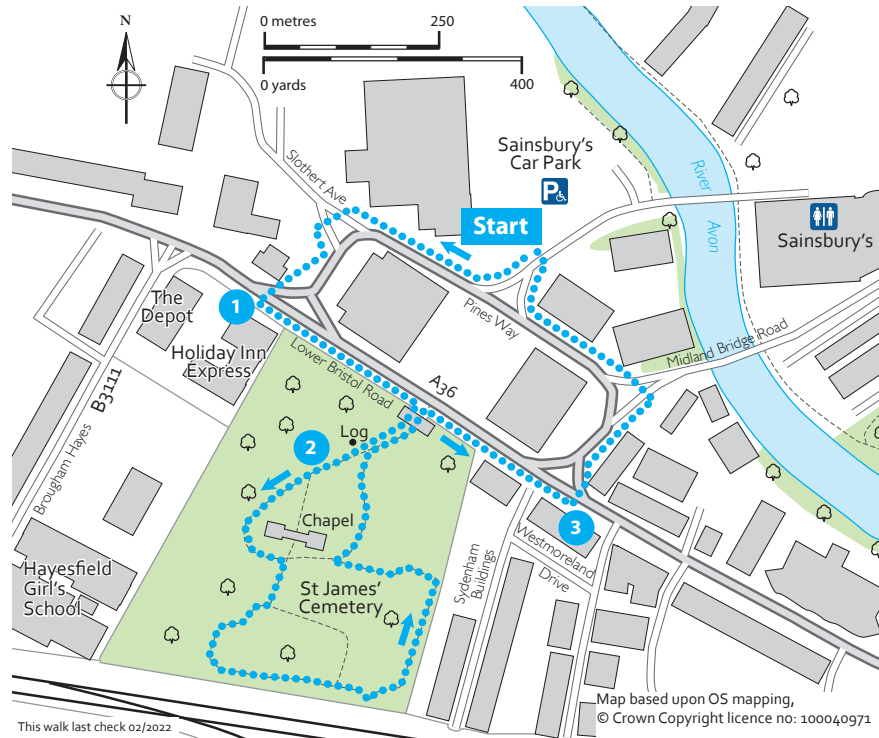 N
0 metres
250
0 yards
400
Slothert Ave
Sainsbury's
Car Park
P
River
Avon
Start
Sainsbury's
The
Depot
1
Holiday Inn
Express
Pines Way
Midland Bridge Road
Lower Bristol Road
A36
B3111
Brougham Hayes
Log
2
Chapel
3
Westmoreland
Drive
Sydenham
Buildings
Hayesfield
Girl's
School
St James'
Cemetery
Map based upon OS mapping,
© Crown Copyright licence no: 100040971
This walk last check 02/2022